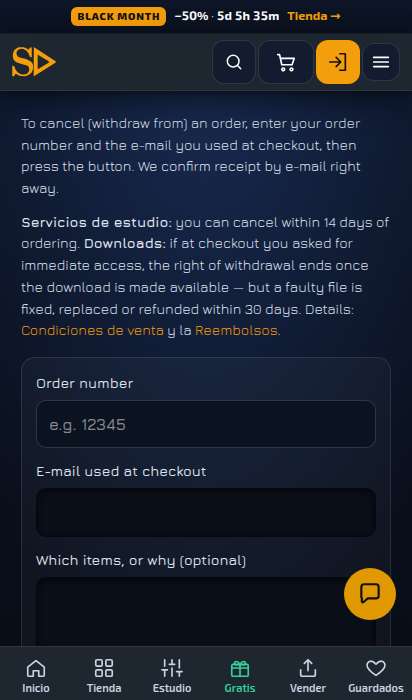 BLACK MONTH −50% · 5d 5h 35m Tienda →
S
To cancel (withdraw from) an order, enter your order
number and the e-mail you used at checkout, then
press the button. We confirm receipt by e-mail right
away.
Servicios de estudio: you can cancel within 14 days of
ordering. Downloads: if at checkout you asked for
immediate access, the right of withdrawal ends once
the download is made available — but a faulty file is
fixed, replaced or refunded within 30 days. Details:
Condiciones de venta y la Reembolsos.
Order number
e.g. 12345
E-mail used at checkout
Which items, or why (optional)
Inicio Tienda Estudio Gratis Vender Guardados